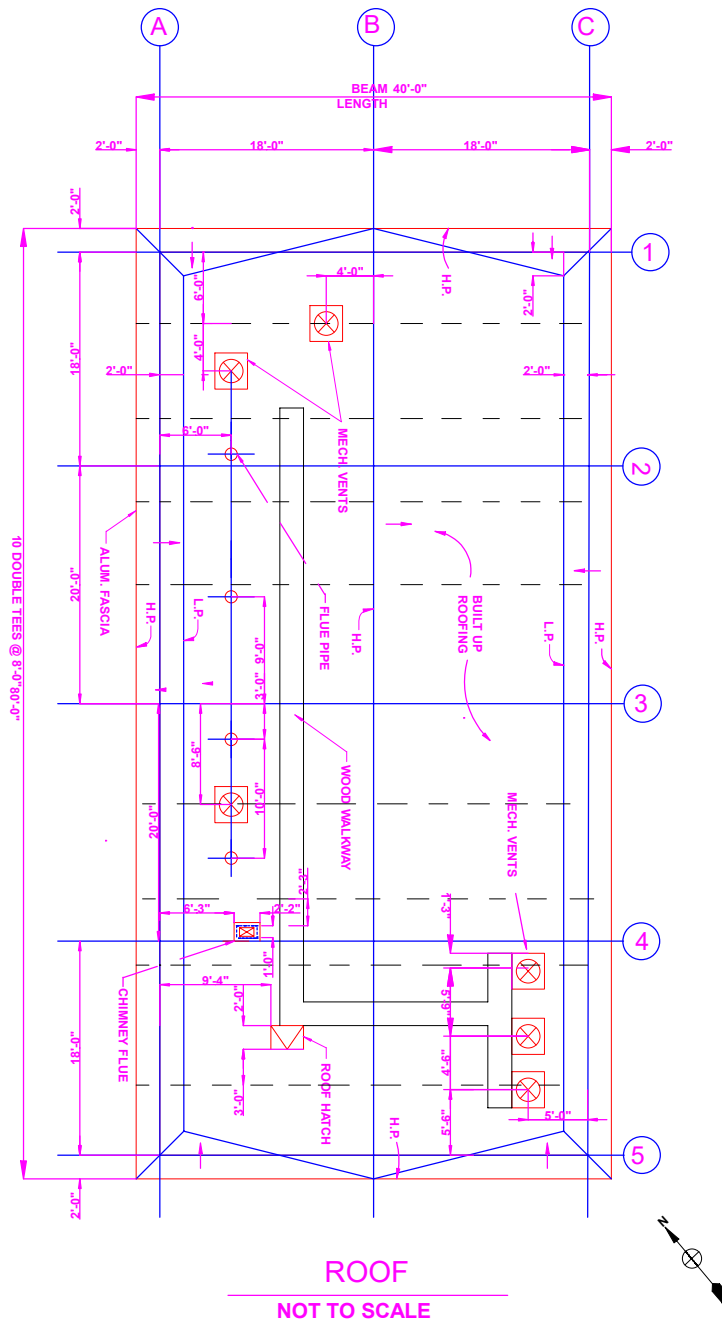 A
B
C
BEAM 40'-0"
LENGTH
2'-0"
18'-0"
18'-0"
2'-0"
2'-0"
1
4'-0"
H.P.
6'-0"
2'-0"
18'-0"
4'-0"
2'-0"
2'-0"
6'-0"
MECH. VENTS
2
ALUM. FASCIA
20'-0"
BUILT UP
ROOFING
10 DOUBLE TEES @ 8'-0"80'-0"
H.P.
L.P.
FLUE PIPE
H.P.
L.P.
H.P.
9'-0"
3'-0"
3
8'-6"
10'-0"
WOOD WALKWAY
MECH. VENTS
20'-0"
2'-3"
6'-3"
2'-2"
1'-3"
4
1'-0"
9'-4"
CHIMNEY FLUE
2'-0"
5'-6"
18'-0"
ROOF HATCH
4'-6"
3'-0"
5'-6"
5'-0"
H.P.
5
2'-0"
N
ROOF
NOT TO SCALE